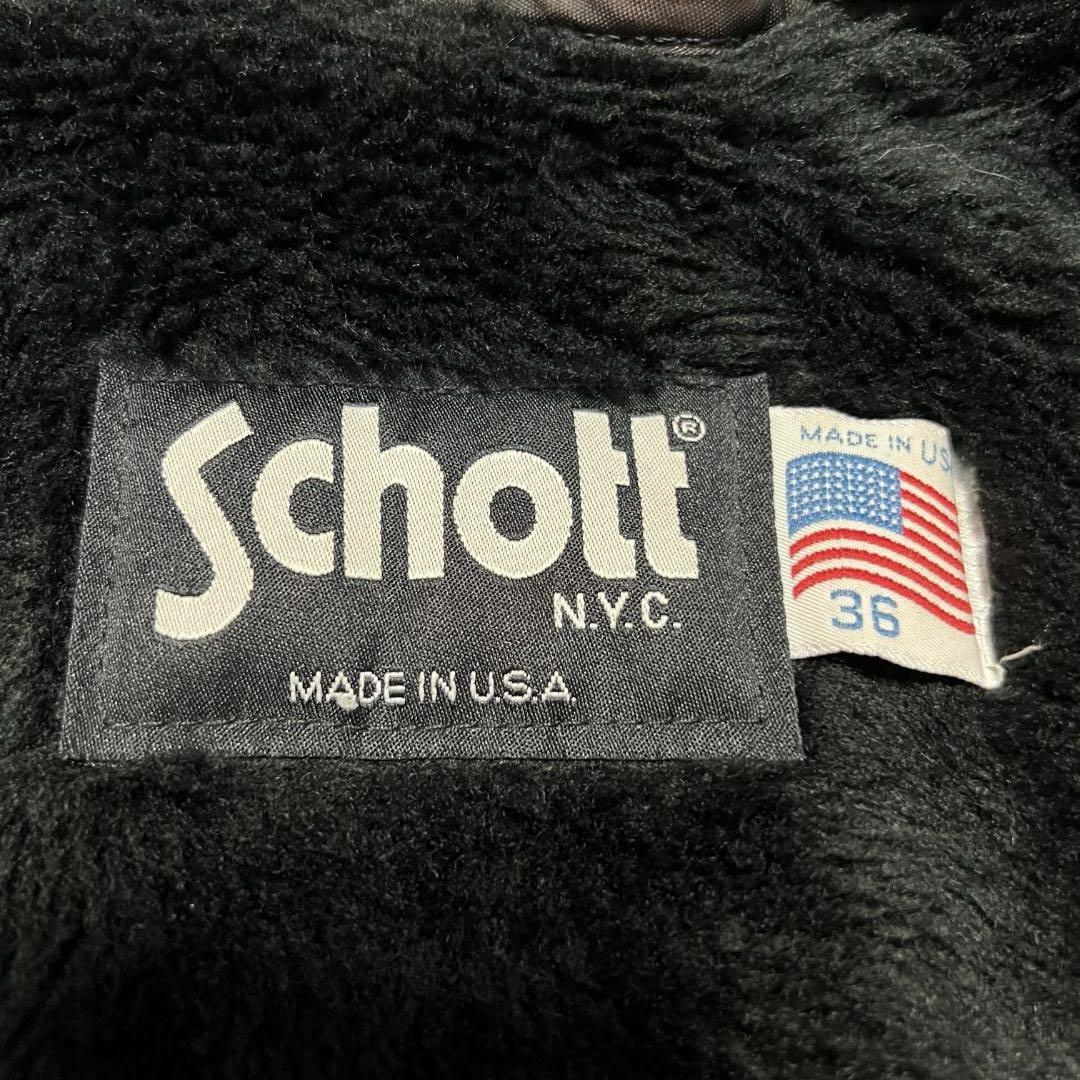 Schott®
N.Y.C.
MADE IN U.S.A.
MADE IN US
36